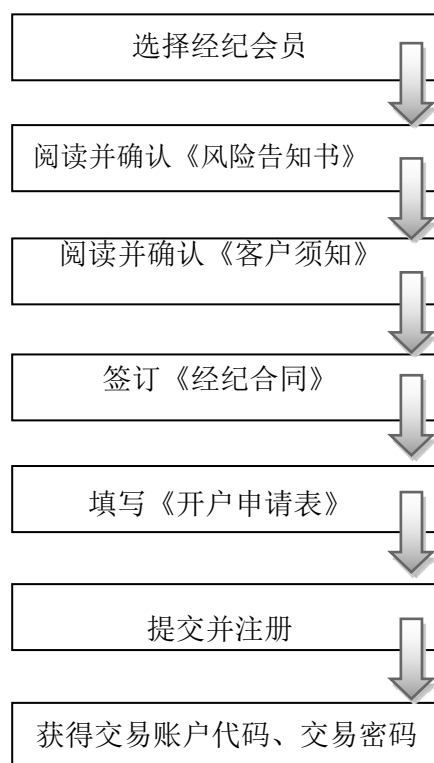 选择经纪会员
阅读并确认《风险告知书》
阅读并确认《客户须知》
签订《经纪合同》
填写《开户申请表》
提交并注册
获得交易账户代码、交易密码